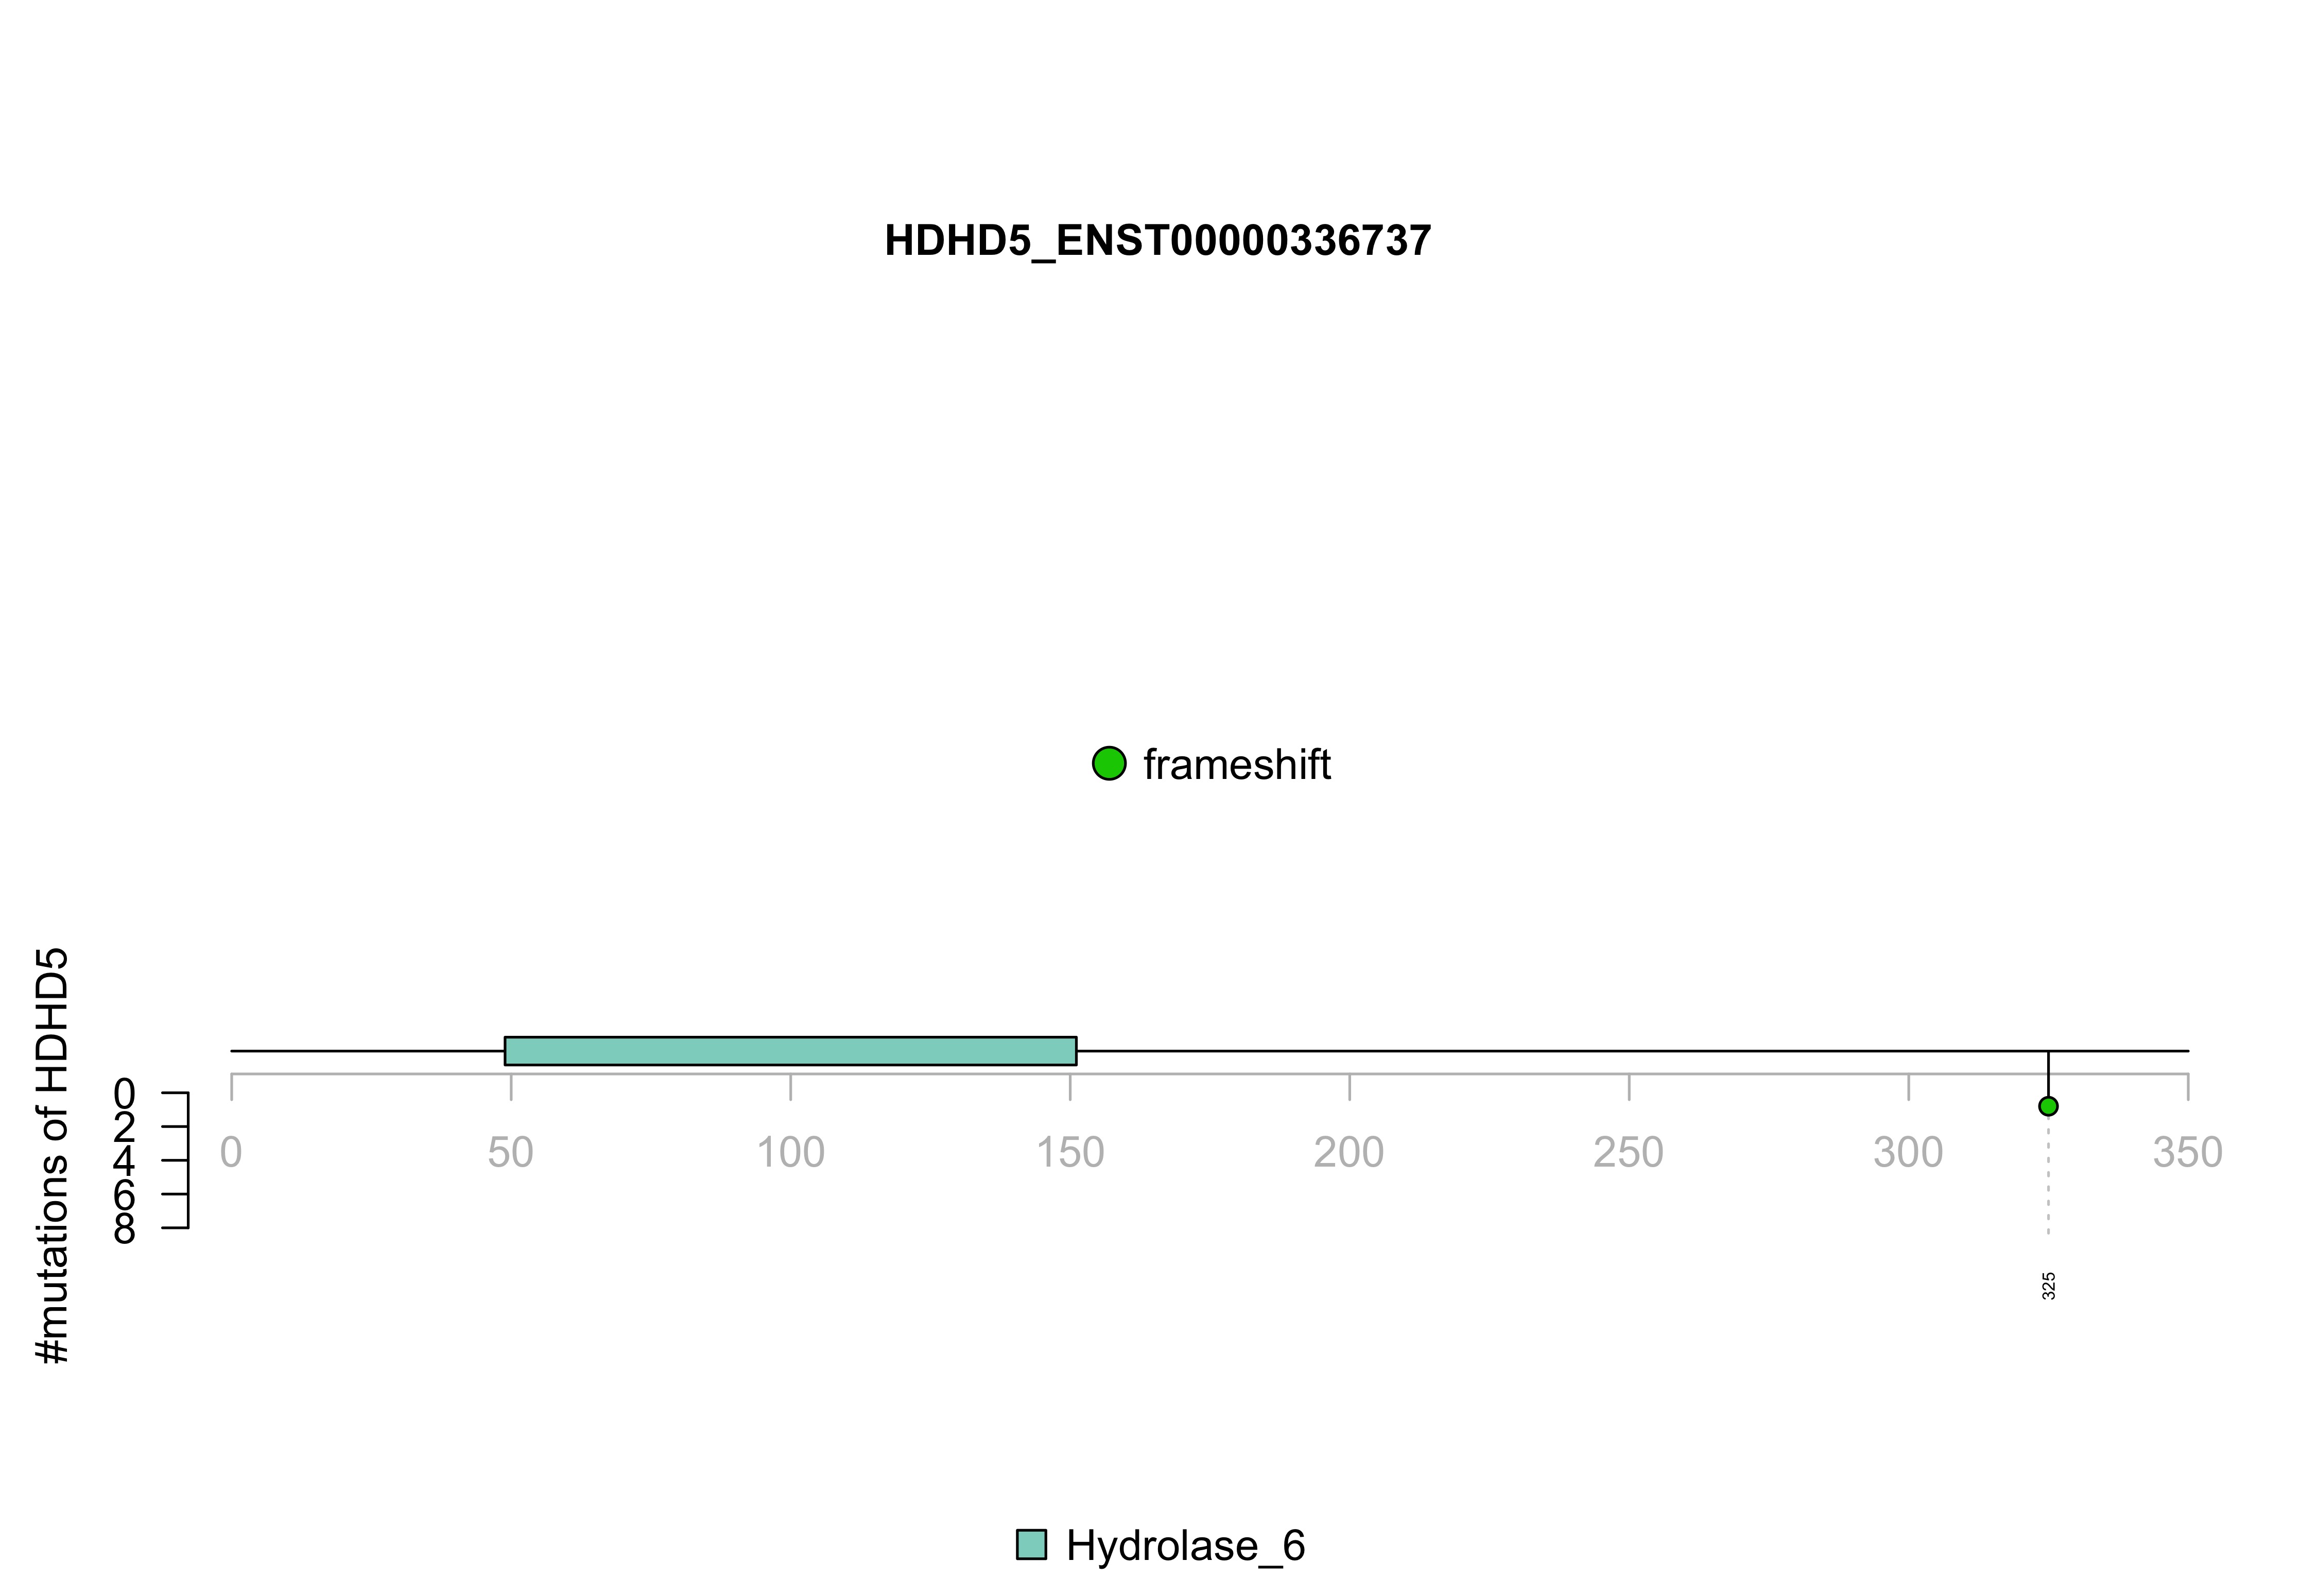 HDHD5_ENST00000336737
frameshift
#mutations of HDHD5
0
2
4
6
8
0 50 100 150 200 250 300 350
325
Hydrolase_6